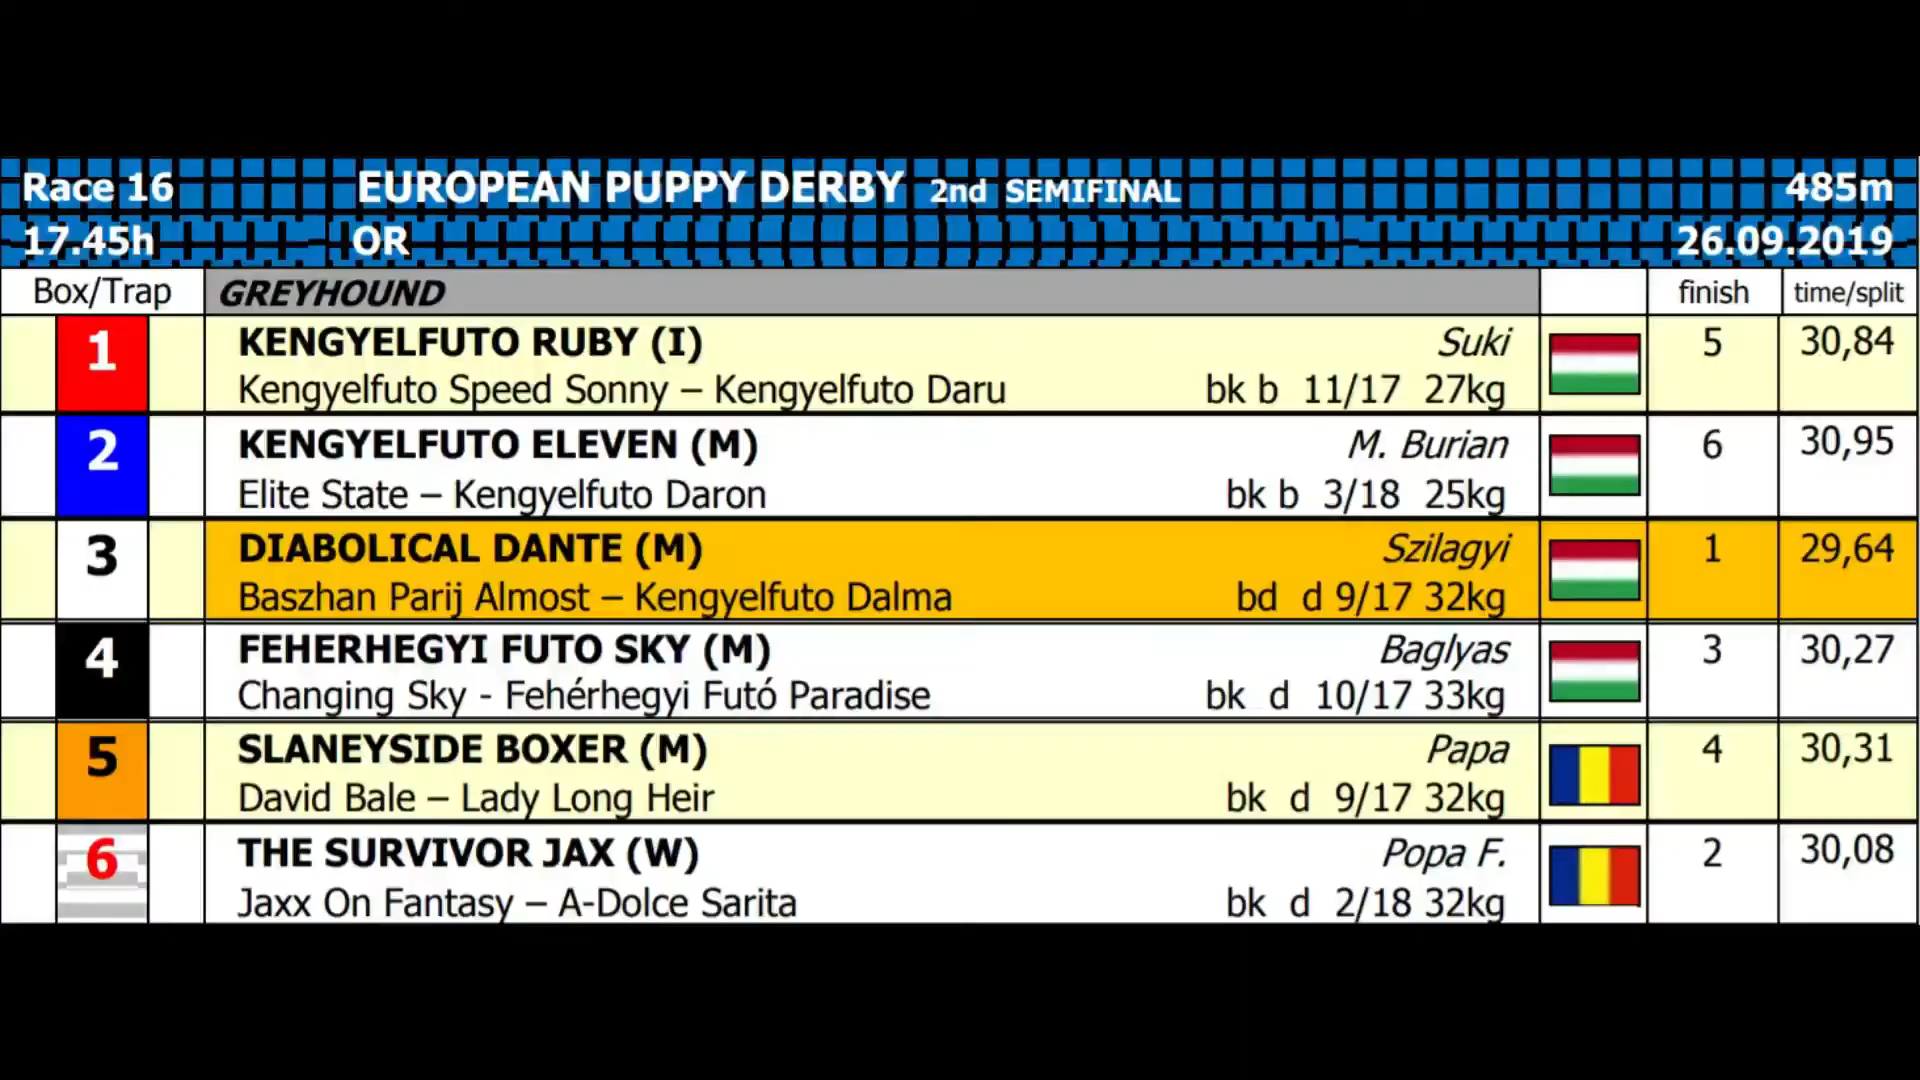 Race 16 EUROPEAN PUPPY DERBY 2nd SEMIFINAL 485m
17.45h OR 26.09.2019
Box/Trap GREYHOUND finish time/split
1 KENGYELFUTO RUBY (I) Suki 5 30,84
Kengyelfuto Speed Sonny – Kengyelfuto Daru bk b 11/17 27kg
2 KENGYELFUTO ELEVEN (M) M. Burian 6 30,95
Elite State – Kengyelfuto Daron bk b 3/18 25kg
3 DIABOLICAL DANTE (M) Szilagyi 1 29,64
Baszhan Parij Almost – Kengyelfuto Dalma bd d 9/17 32kg
4 FEHERHEGYI FUTO SKY (M) Baglyas 3 30,27
Changing Sky - Fehérhegyi Futó Paradise bk d 10/17 33kg
5 SLANEYSIDE BOXER (M) Papa 4 30,31
David Bale – Lady Long Heir bk d 9/17 32kg
6 THE SURVIVOR JAX (W) Popa F. 2 30,08
Jaxx On Fantasy – A-Dolce Sarita bk d 2/18 32kg